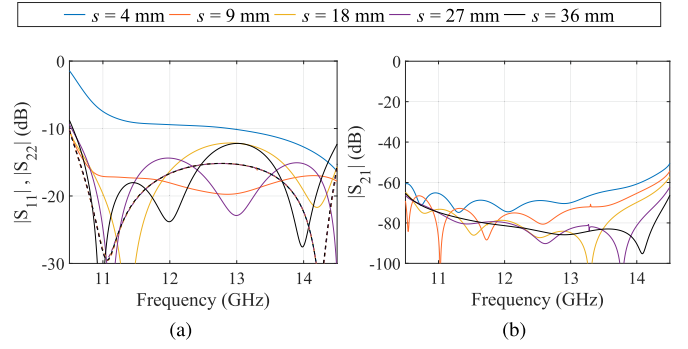 s = 4 mm s = 9 mm s = 18 mm s = 27 mm s = 36 mm
|S11|, |S22| (dB)
0
-10
-20
-30
11 12 13 14
Frequency (GHz)
(a)
|S21| (dB)
0
-20
-40
-60
-80
-100
11 12 13 14
Frequency (GHz)
(b)